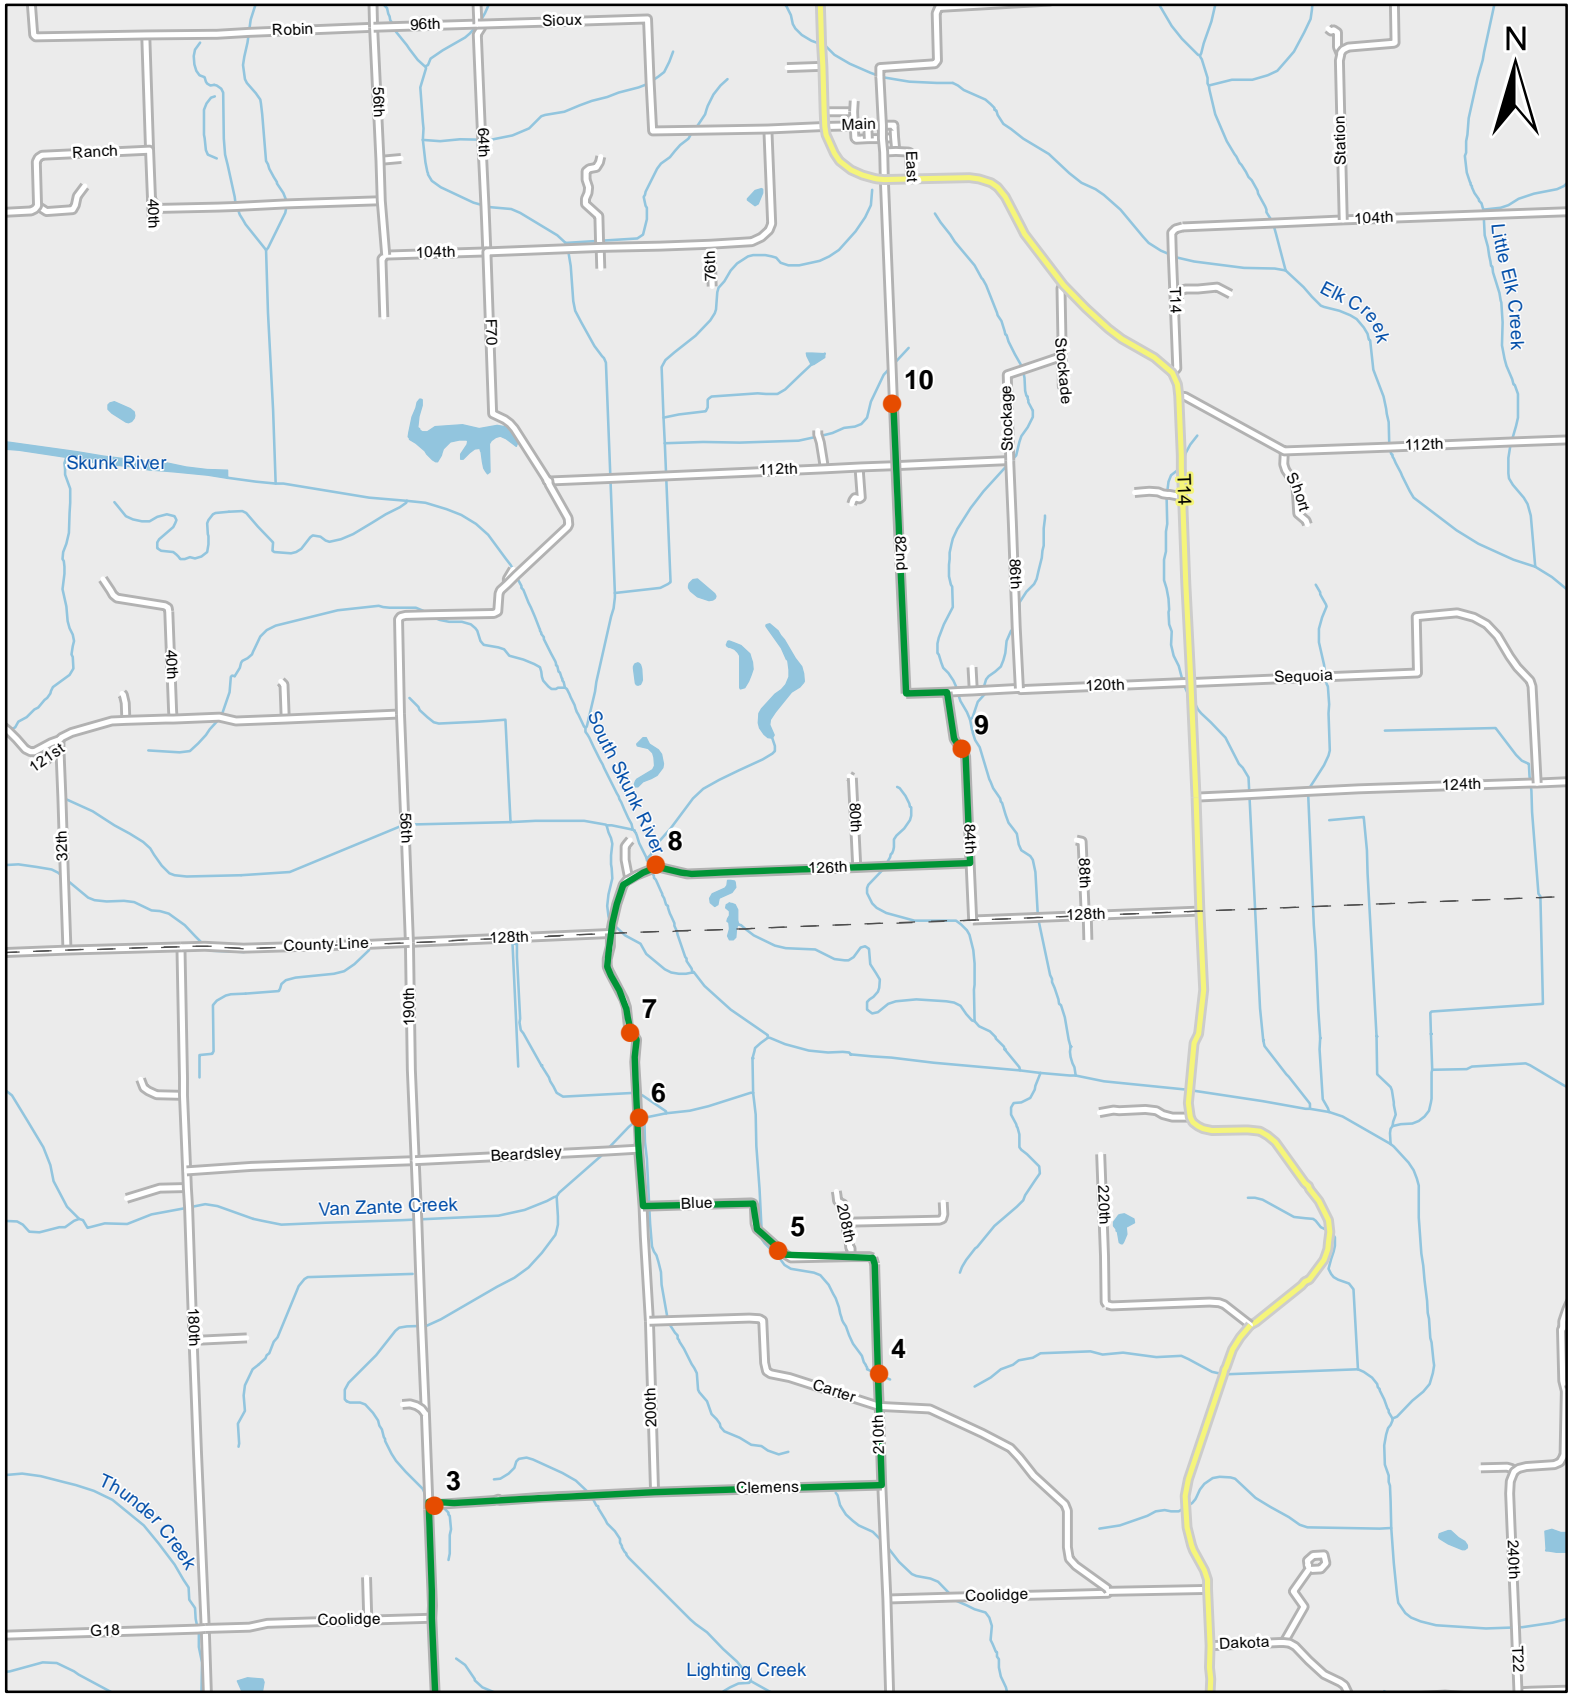 Robin
96th
Sioux
N
56th
64th
Main
Station
Ranch
East
40th
104th
104th
76th
Little Elk Creek
T14
Elk Creek
F70
Stockade
10
Stockage
Skunk River
112th
112th
T14
Short
82nd
86th
40th
120th
Sequoia
South Skunk River
9
121st
124th
32th
56th
80th
84th
8
126th
88th
128th
County Line
128th
190th
7
6
Beardsley
Van Zante Creek
Blue
208th
220th
5
180th
4
Carter
200th
210th
3
Clemens
Thunder Creek
240th
Coolidge
Coolidge
G18
Dakota
T22
Lighting Creek